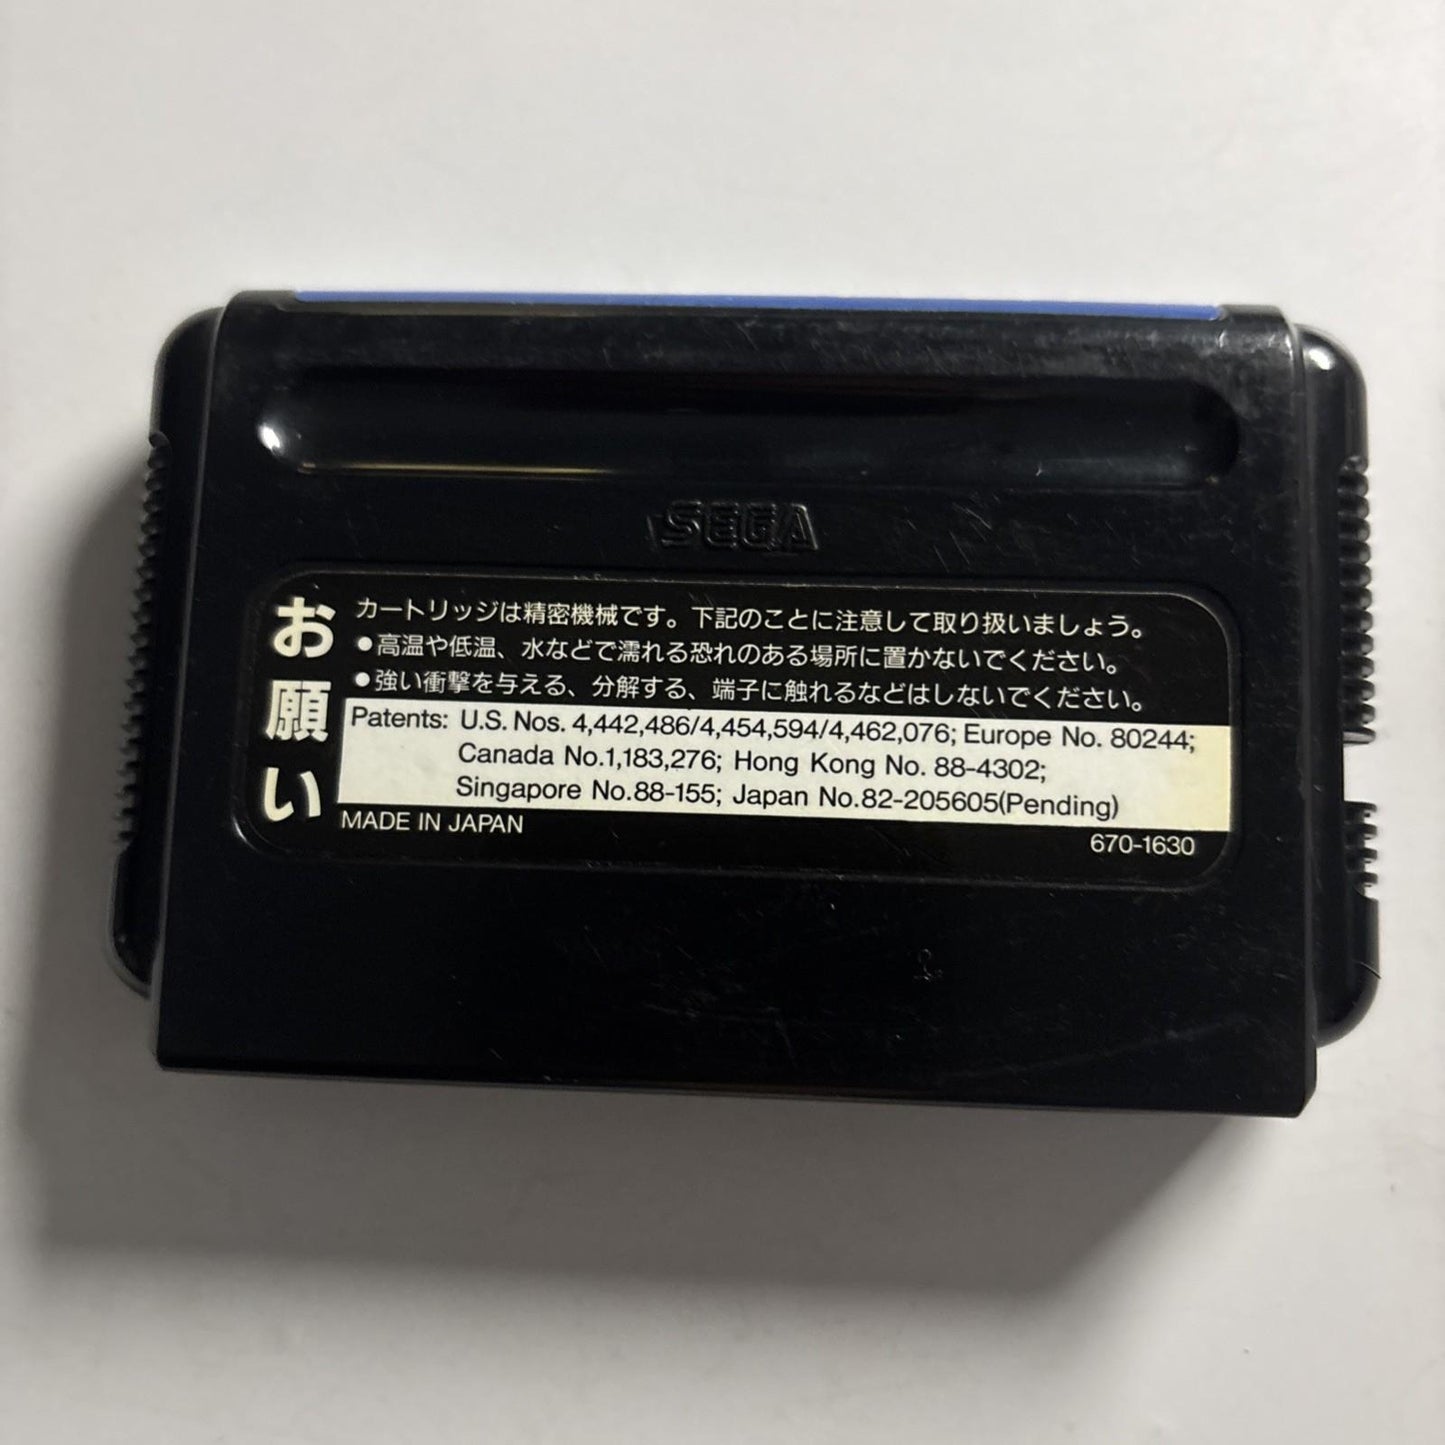 SEGA
お願い
カートリッジは精密機械です。下記のことに注意して取り扱いましょう。
●高温や低温、水などで濡れる恐れのある場所に置かないでください。
●強い衝撃を与える、分解する、端子に触れるなどはしないでください。
Patents: U.S. Nos. 4,442,486/4,454,594/4,462,076; Europe No. 80244;
Canada No.1,183,276; Hong Kong No. 88-4302;
Singapore No.88-155; Japan No.82-205605(Pending)
MADE IN JAPAN
670-1630